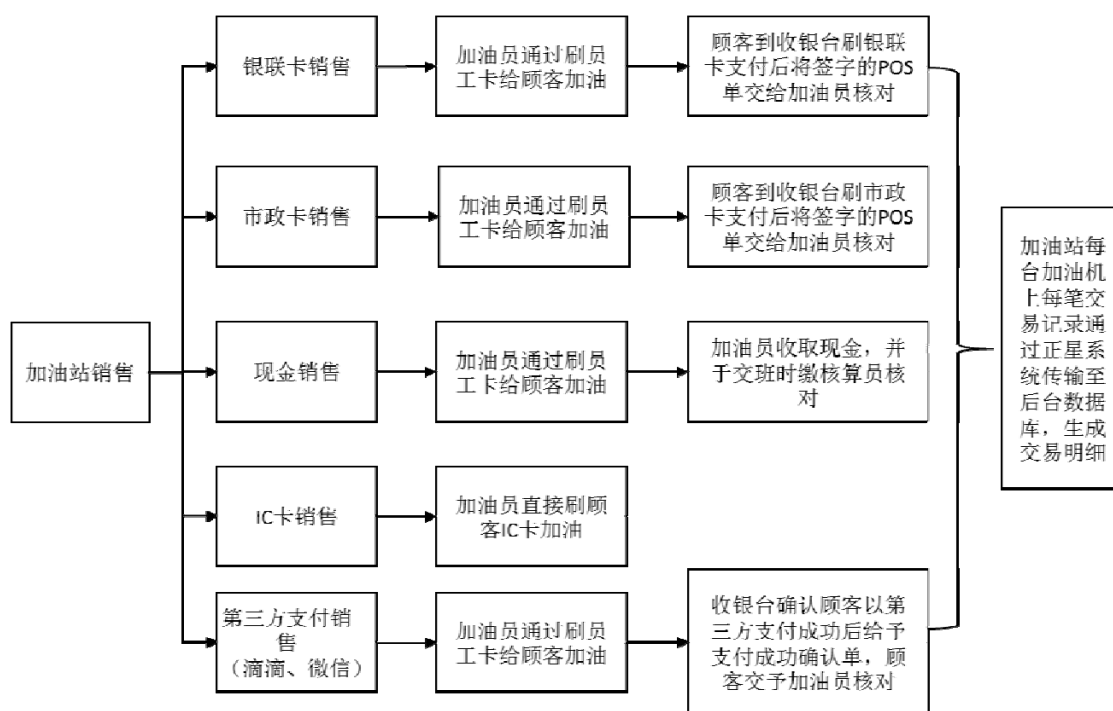 银联卡销售
加油员通过刷员
工卡给顾客加油
顾客到收银台刷银联
卡支付后将签字的POS
单交给加油员核对
市政卡销售
加油员通过刷员
工卡给顾客加油
顾客到收银台刷市政
卡支付后将签字的POS
单交给加油员核对
加油站销售
现金销售
加油员通过刷员
工卡给顾客加油
加油员收取现金，并
于交班时缴核算员核
对
IC卡销售
加油员直接刷顾
客IC卡加油
第三方支付销
售
（滴滴、微信）
加油员通过刷员
工卡给顾客加油
收银台确认顾客以第
三方支付成功后给予
支付成功确认单，顾
客交予加油员核对
加油站每
台加油机
上每笔交
易记录通
过正星系
统传输至
后台数据
库，生成
交易明细